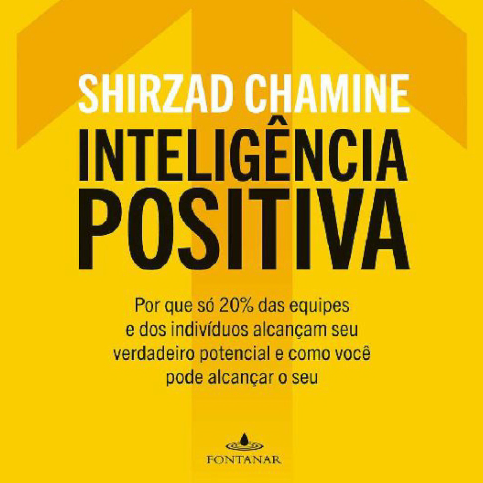 SHIRZAD CHAMINE
INTELIGÊNCIA
POSITIVA
Por que só 20% das equipes
e dos indivíduos alcançam seu
verdadeiro potencial e como você
pode alcançar o seu
FONTANAR